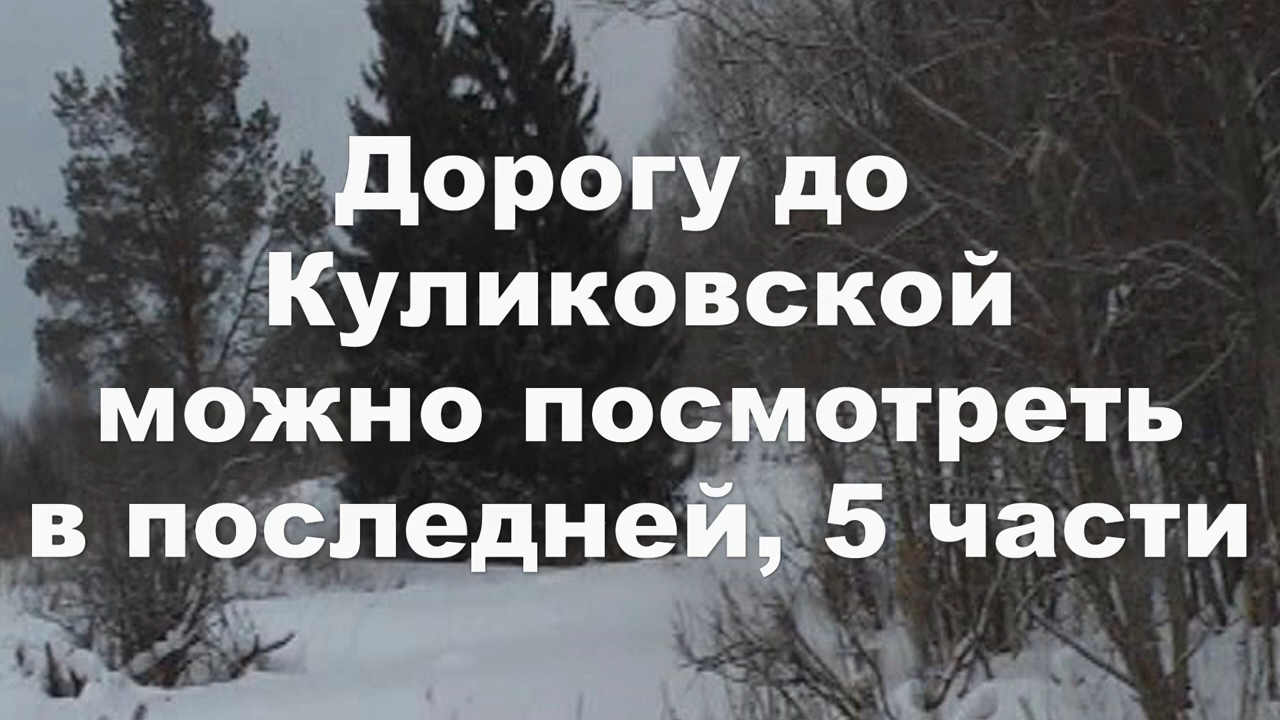 Дорогу до
Куликовской
можно посмотреть
в последней, 5 части